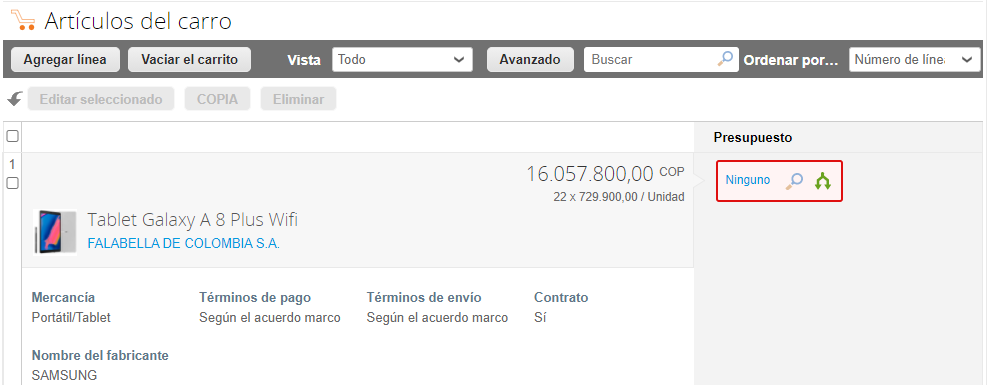 Artículos del carro
Agregar línea Vaciar el carrito Vista Todo Avanzado Buscar Ordenar por... Número de líne
Editar seleccionado COPIA Eliminar
Presupuesto
1
16.057.800,00 COP
Ninguno
22 x 729.900,00 / Unidad
Tablet Galaxy A 8 Plus Wifi
FALABELLA DE COLOMBIA S.A.
Mercancía Términos de pago Términos de envío Contrato
Portátil/Tablet Según el acuerdo marco Según el acuerdo marco Sí
Nombre del fabricante
SAMSUNG